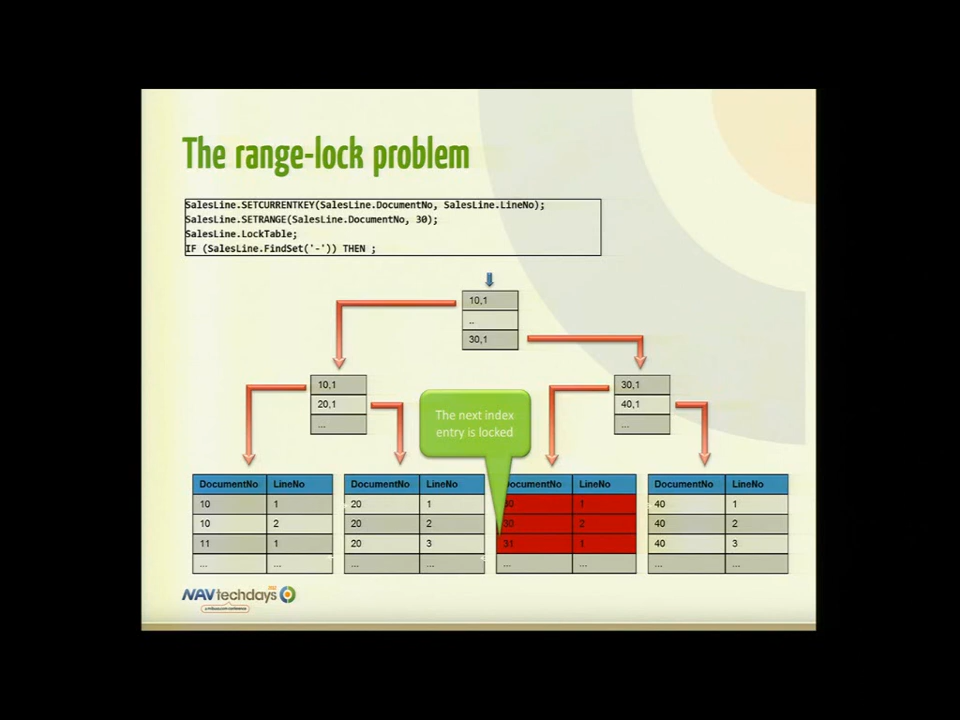 The range-lock problem
SalesLine.SETCURRENTKEY(SalesLine.DocumentNo, SalesLine.LineNo);
SalesLine.SETRANGE(SalesLine.DocumentNo, 30);
SalesLine.LockTable;
IF (SalesLine.FindSet('-')) THEN ;
10,1
..
30,1
10,1
20,1
...
The next index
entry is locked
30,1
40,1
...
DocumentNo LineNo
10 1
10 2
11 1
... ...
DocumentNo LineNo
20 1
20 2
20 3
... ...
DocumentNo LineNo
30 1
30 2
31 1
... ...
DocumentNo LineNo
40 1
40 2
40 3
... ...
NAVtechdays